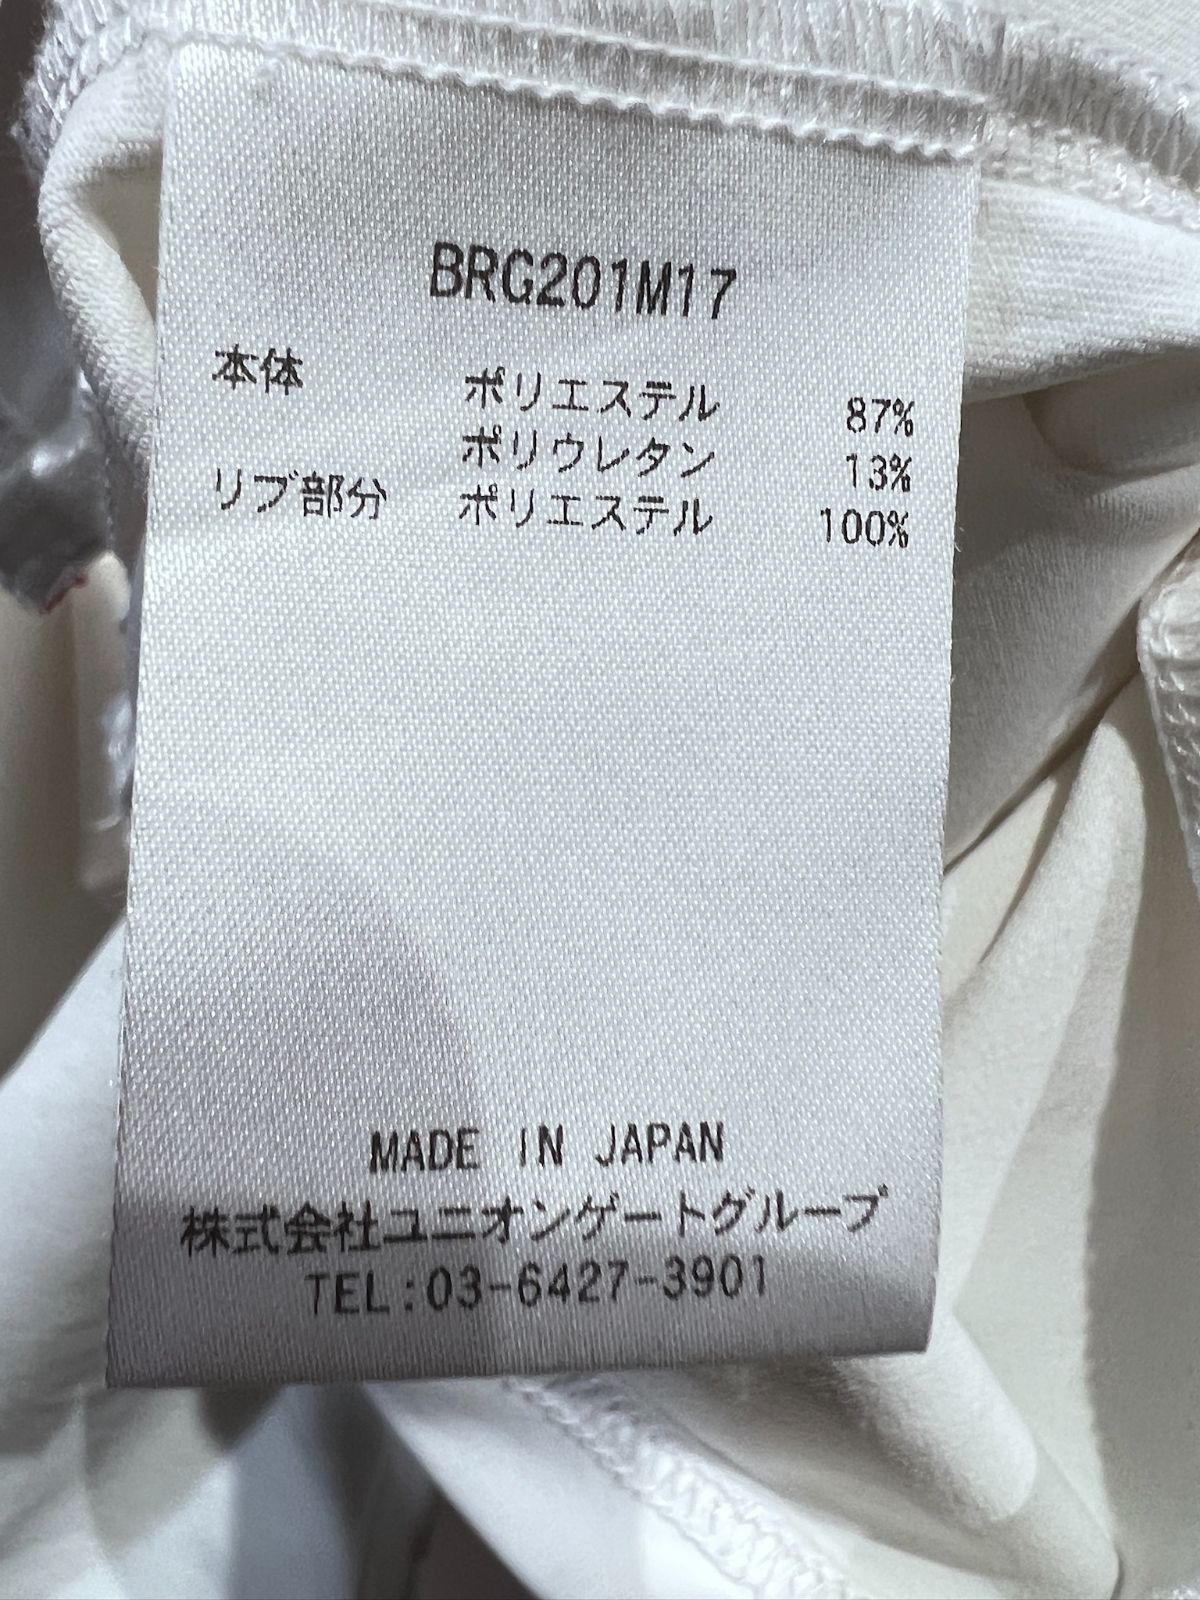 BRG201M17
本体 ポリエステル 87%
ポリウレタン 13%
リブ部分 ポリエステル 100%
MADE IN JAPAN
株式会社ユニオンゲートグループ
TEL:03-6427-3901